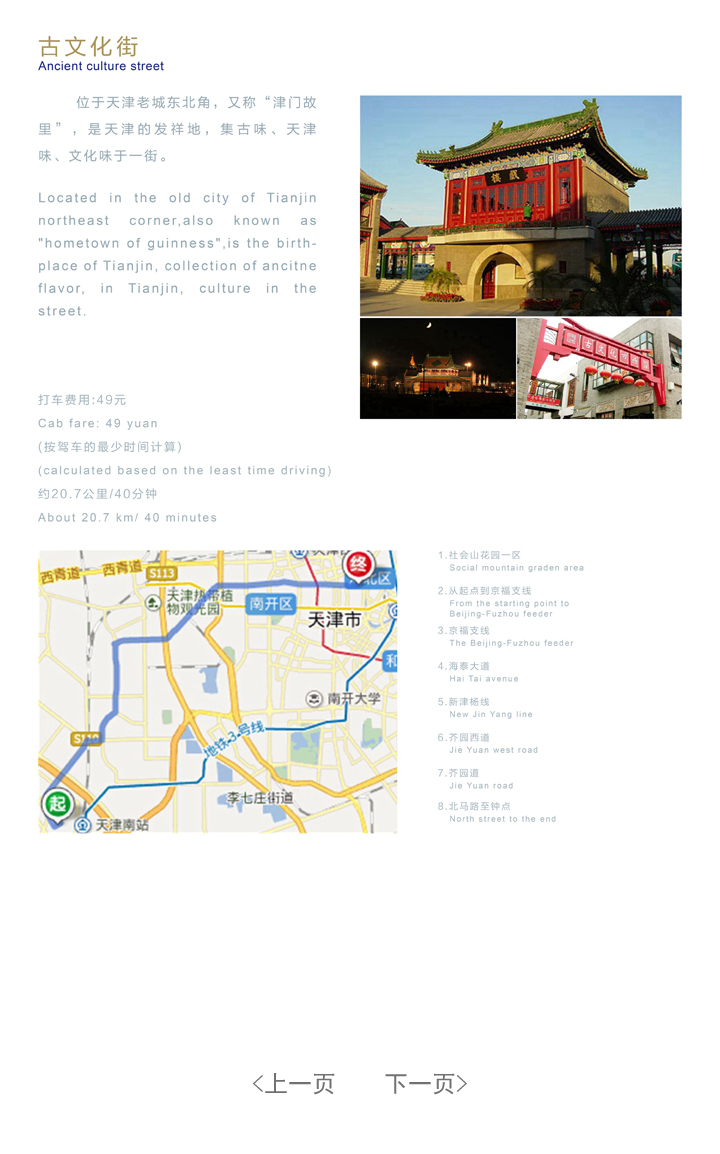 古文化街
Ancient culture street
位于天津老城东北角，又称“津门故
里”，是天津的发祥地，集古味、天津
味、文化味于一街。
Located in the old city of Tianjin
northeast corner,also known as
"hometown of guinness",is the birth-
place of Tianjin, collection of ancitne
flavor, in Tianjin, culture in the
street.
打车费用:49元
Cab fare: 49 yuan
(按驾车的最少时间计算)
(calculated based on the least time driving)
约20.7公里/40分钟
About 20.7 km/ 40 minutes
西青道
西青道
S113
终
天津热带植
物观光园
南开区
天津市
南开大学
地铁3号线
李七庄街道
起
天津南站
1.社会山花园一区
Social mountain graden area
2.从起点到京福支线
From the starting point to
Beijing-Fuzhou feeder
3.京福支线
The Beijing-Fuzhou feeder
4.海泰大道
Hai Tai avenue
5.新津杨线
New Jin Yang line
6.芥园西道
Jie Yuan west road
7.芥园道
Jie Yuan road
8.北马路至钟点
North street to the end
<上一页
下一页>